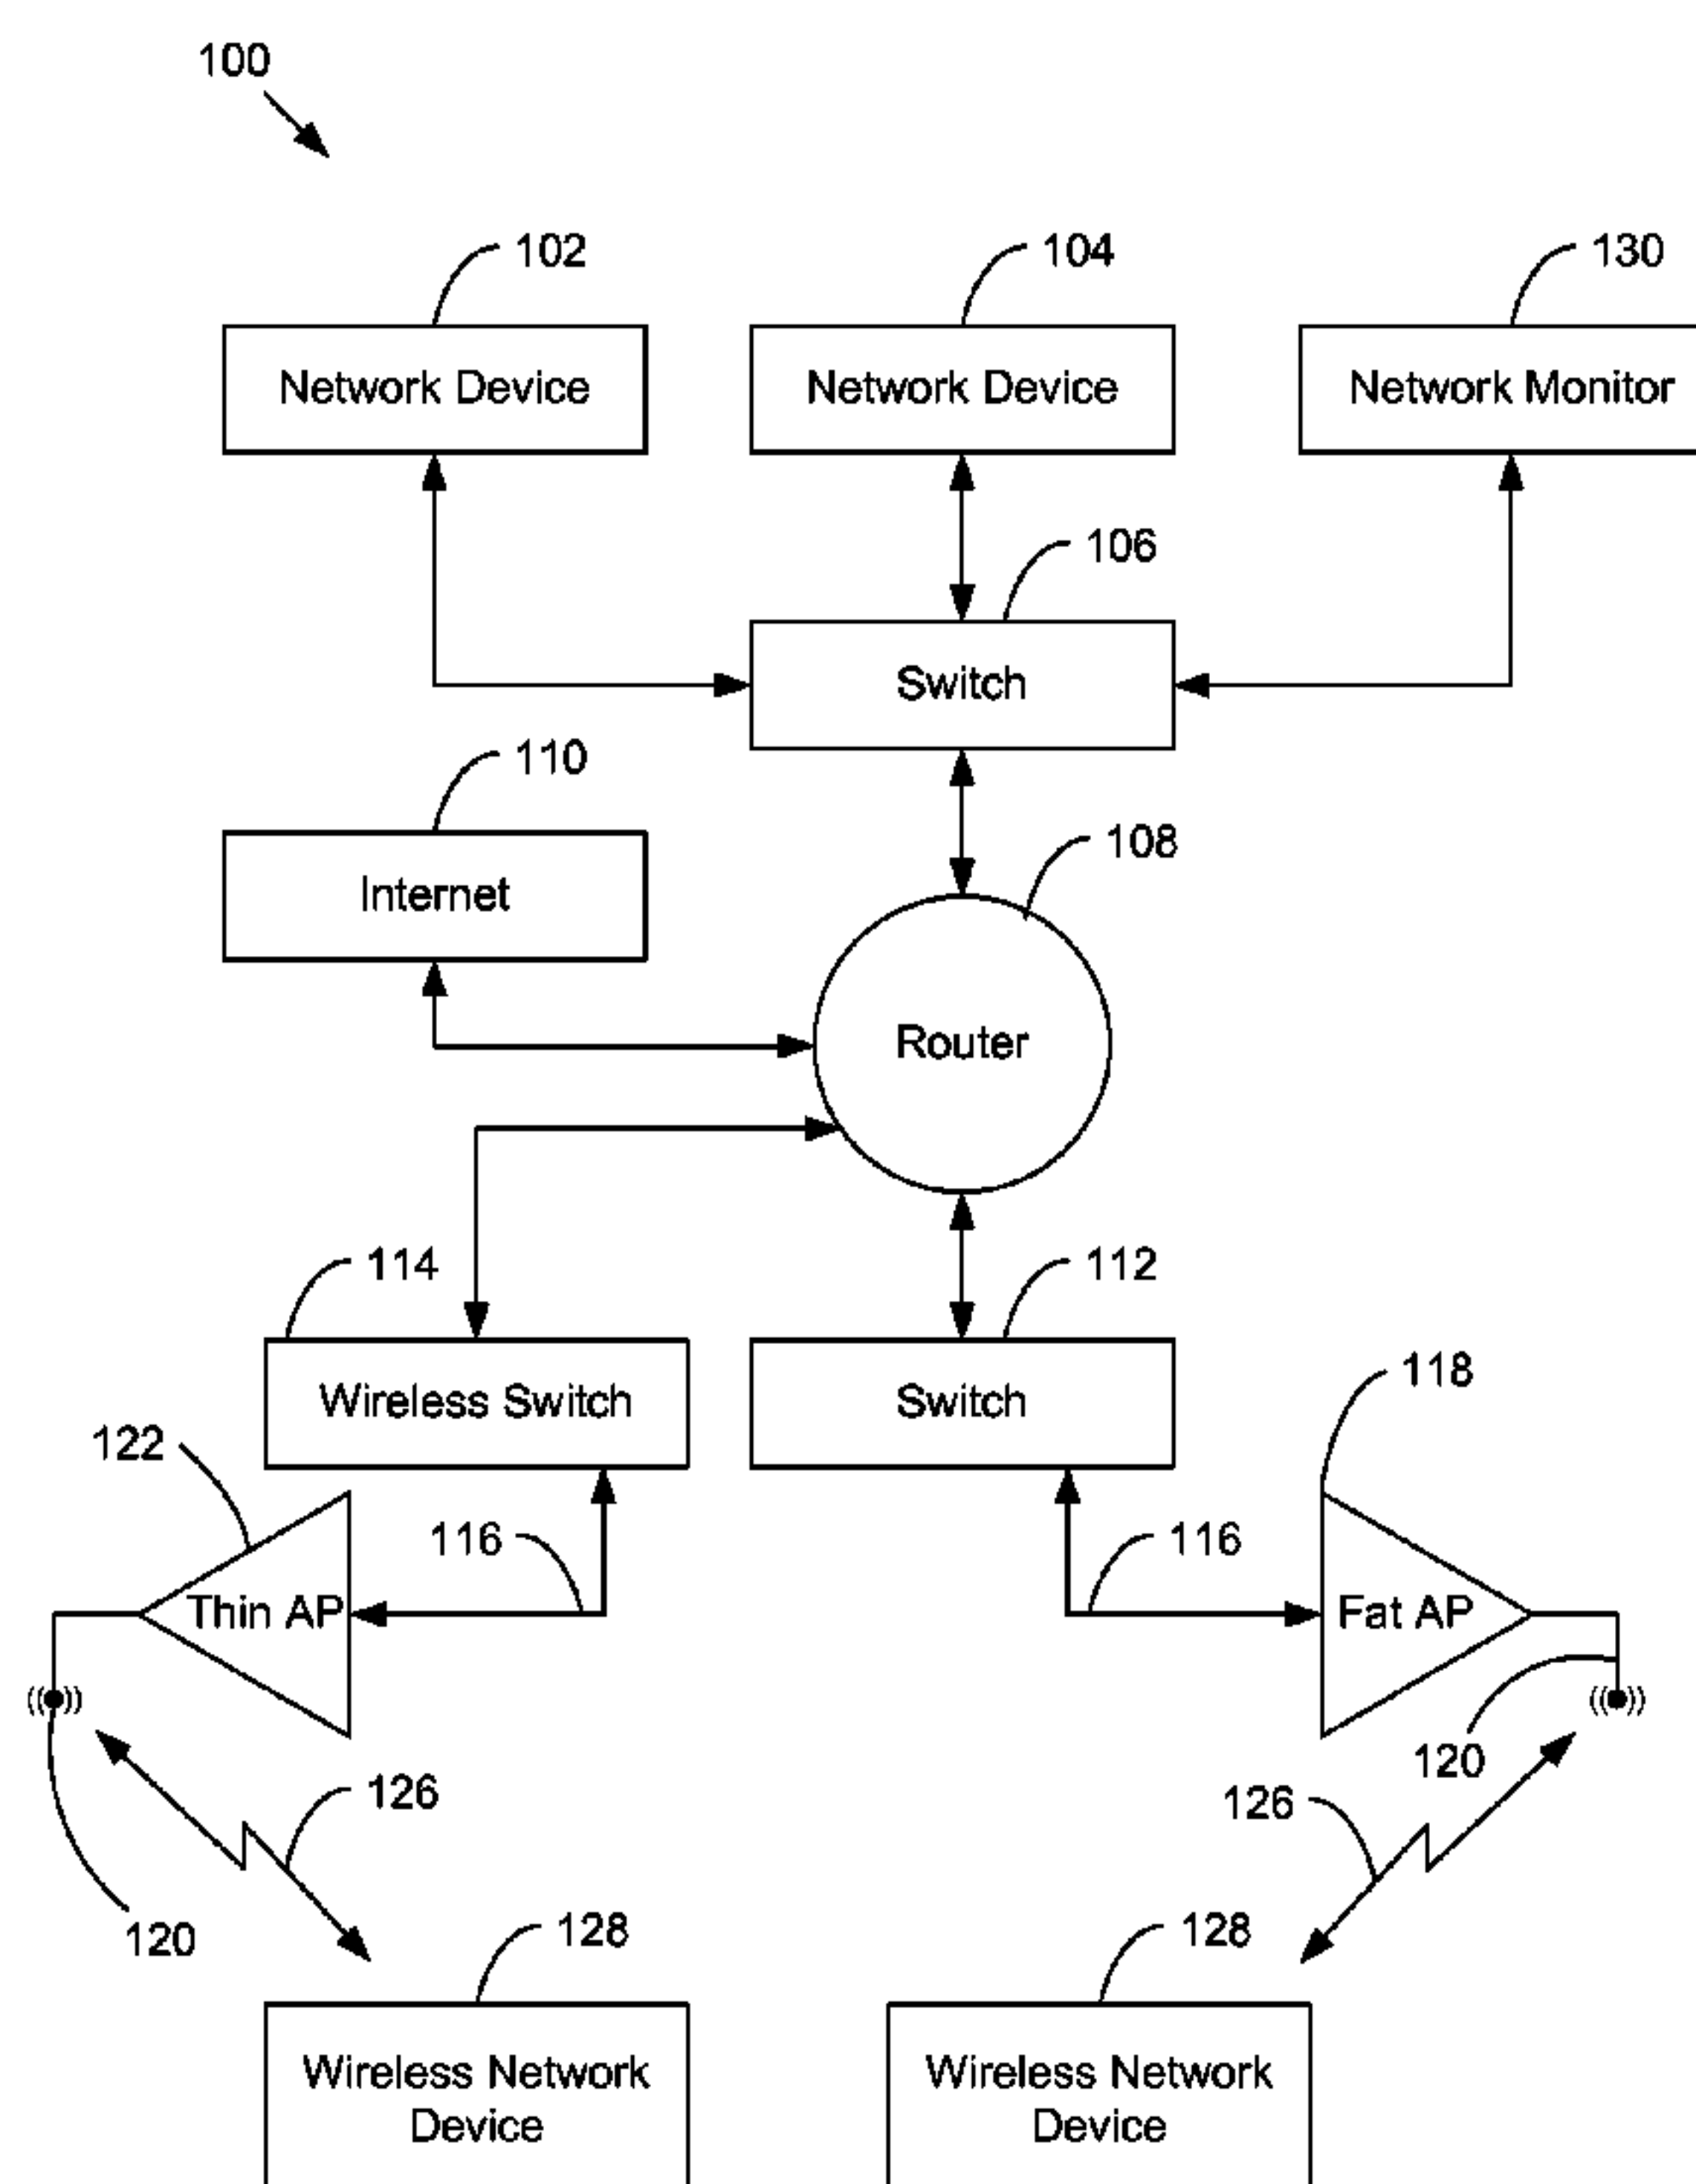 100
102
104
130
Network Device
Network Device
Network Monitor
106
Switch
110
108
Internet
Router
114
112
118
Wireless Switch
Switch
122
116
116
Thin AP
Fat AP
120
126
126
120
128
128
Wireless Network
Device
Wireless Network
Device